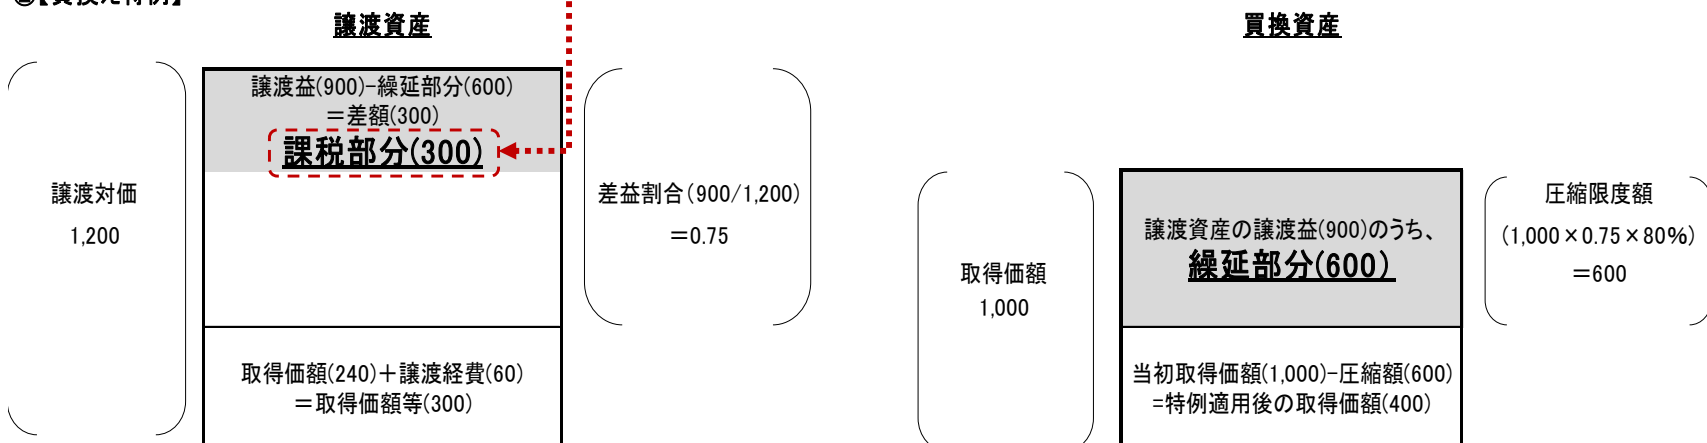 譲渡資産
譲渡対価
1,200
譲渡益(900)-繰延部分(600)
＝差額(300)
課税部分(300)
取得価額(240)＋譲渡経費(60)
＝取得価額等(300)
差益割合(900/1,200)
＝0.75
買換資産
取得価額
1,000
譲渡資産の譲渡益(900)のうち、
繰延部分(600)
当初取得価額(1,000)-圧縮額(600)
=特例適用後の取得価額(400)
圧縮限度額
(1,000×0.75×80%)
＝600